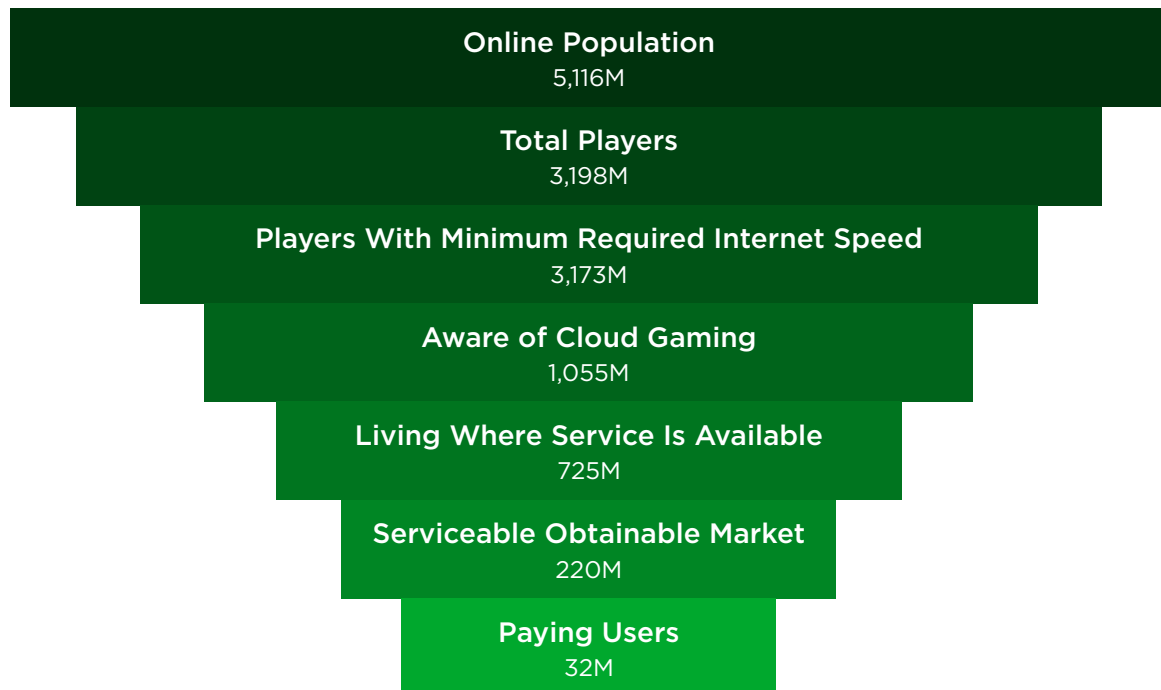 Online Population
5,116M
Total Players
3,198M
Players With Minimum Required Internet Speed
3,173M
Aware of Cloud Gaming
1,055M
Living Where Service Is Available
725M
Serviceable Obtainable Market
220M
Paying Users
32M